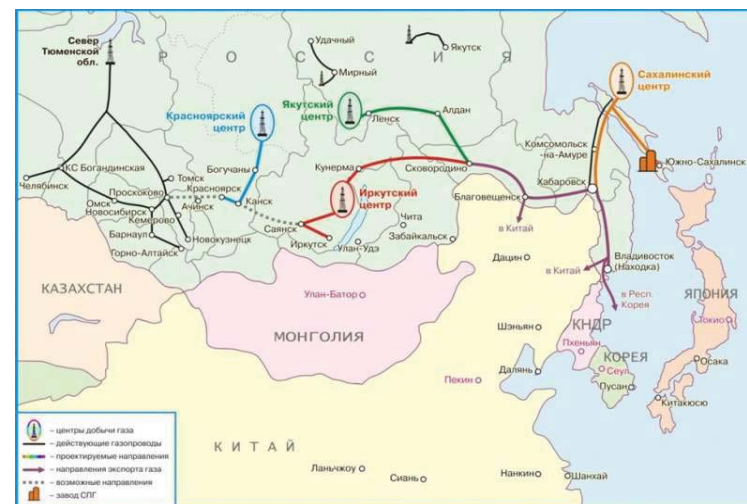 Север
Тюменской
обл.
РОССИЯ
Удачный
Мирный
Якутск
Сахалинский
центр
Красноярский
центр
Якутский
центр
Ленск
Алдан
Комсомольск
-на-Амуре
Южно-Сахалинск
КС Богандинская
Челябинск
Томск
Богучаны
Кунерма
Сковородино
Хабаровск
Проскоково
Красноярск
Омск
Новосибирск
Ачинск
Канск
Иркутский
центр
Благовещенск
Кемерово
Саянск
Чита
Барнаул
Новокузнецк
Иркутск
Улан-Удэ
Забайкальск
в Китай
Горно-Алтайск
Дацин
Владивосток
(Находка)
в Китай
КАЗАХСТАН
Улан-Батор
в Респ.
Корея
ЯПОНИЯ
МОНГОЛИЯ
Шэньян
КНДР
Токио
Пхеньян
КОРЕЯ
Осака
Далянь
Сеул
Пекин
Пусан
Китакюсю
– центры добычи газа
– действующие газопроводы
– проектируемые направления
– направления экспорта газа
– возможные направления
– завод СПГ
КИТАЙ
Ланьчжоу
Сиань
Нанкин
Шанхай